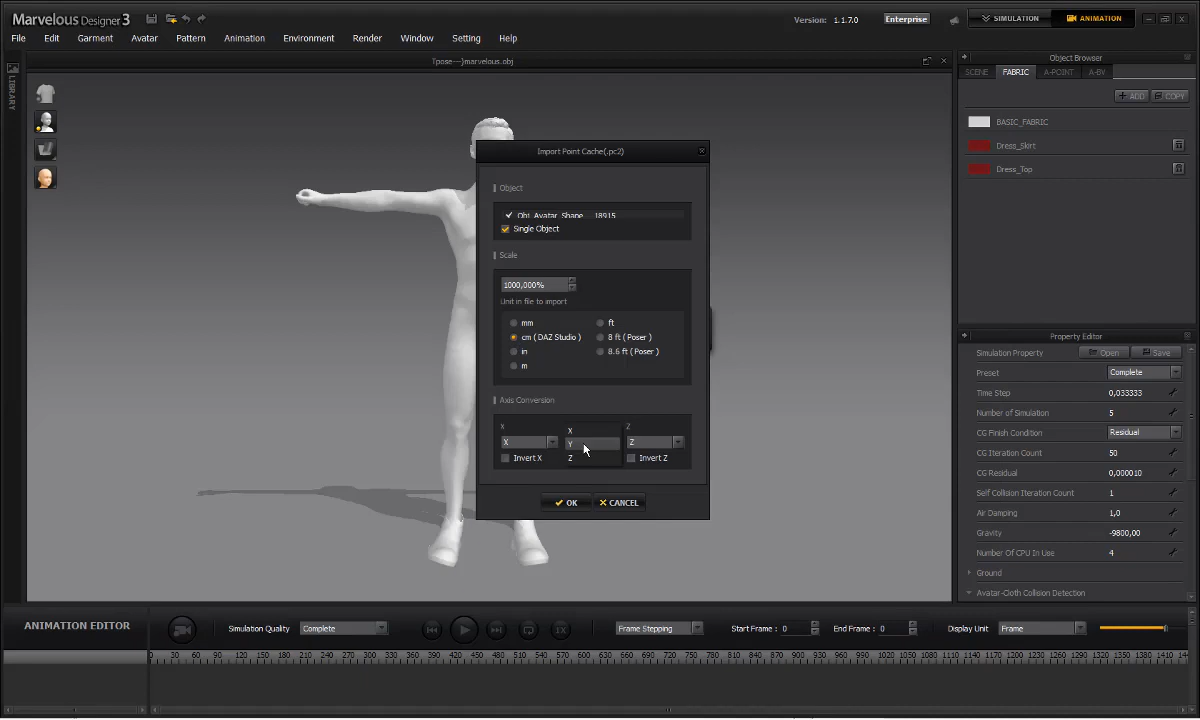 Marvelous Designer 3
Version: 1.1.7.0
Enterprise
SIMULATION
ANIMATION
File Edit Garment Avatar Pattern Animation Environment Render Window Setting Help
LIBRARY
Tpose---)marvelous.obj
Object Browser
SCENE FABRIC A-POINT A-BY
+ ADD COPY
BASIC_FABRIC
Dress_Skirt
Dress_Top
Import Point Cache(.pc2)
Object
Obj_Avatar_Shape 18915
Single Object
Scale
1000,000%
Unit in file to import
mm ft
cm ( DAZ Studio ) 8 ft ( Poser )
in 8.6 ft ( Poser )
m
Axis Conversion
X Z
X X Y Z Z
Invert X Invert Z
OK CANCEL
Property Editor
Simulation Property Open Save
Preset Complete
Time Step 0,033333
Number of Simulation 5
CG Finish Condition Residual
CG Iteration Count 50
CG Residual 0,000010
Self Collision Iteration Count 1
Air Damping 1,0
Gravity -9800,00
Number Of CPU In Use 4
Ground
Avatar-Cloth Collision Detection
ANIMATION EDITOR
Simulation Quality Complete
1X
Frame Stepping
Start Frame : 0
End Frame : 0
Display Unit Frame
0 30 60 90 120 150 180 210 240 270 300 330 360 390 420 450 480 510 540 570 600 630 660 690 720 750 780 810 840 870 900 930 960 990 1020 1050 1080 1110 1140 1170 1200 1230 1260 1290 1320 1350 1380 1410 144